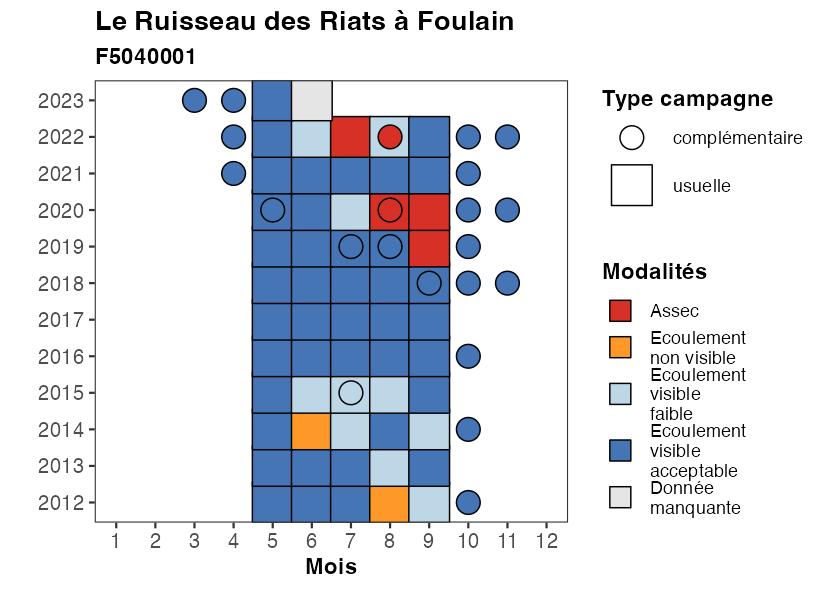 Le Ruisseau des Riats à Foulain
F5040001
2023
2022
2021
2020
2019
2018
2017
2016
2015
2014
2013
2012
1 2 3 4 5 6 7 8 9 10 11 12
Mois
Type campagne
complémentaire
usuelle
Modalités
Assec
Ecoulement
non visible
Ecoulement
visible
faible
Ecoulement
visible
acceptable
Donnée
manquante